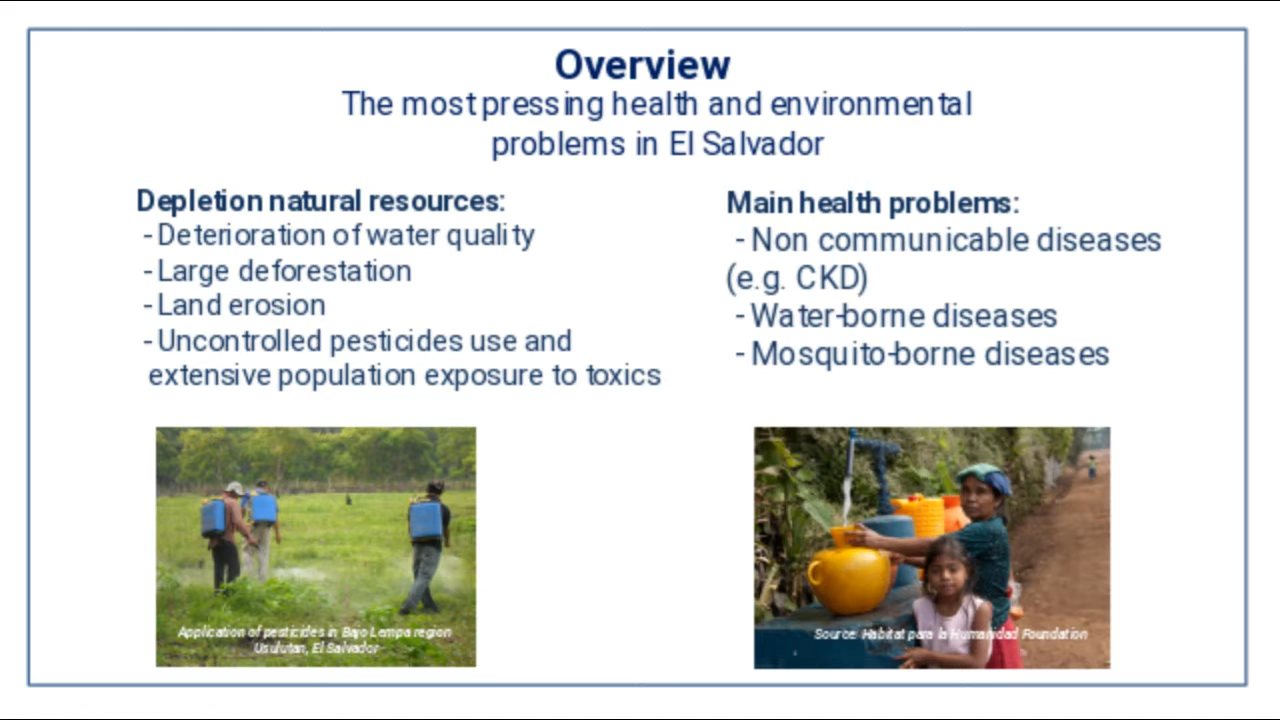 Overview
The most pressing health and environmental
problems in El Salvador
Depletion natural resources:
- Deterioration of water quality
- Large deforestation
- Land erosion
- Uncontrolled pesticides use and
extensive population exposure to toxics
Main health problems:
- Non communicable diseases
(e.g. CKD)
- Water-borne diseases
- Mosquito-borne diseases
Application of pesticides in Bajo Lempa region
Usulutan, El Salvador
Source: Habitat para la Humanidad Foundation